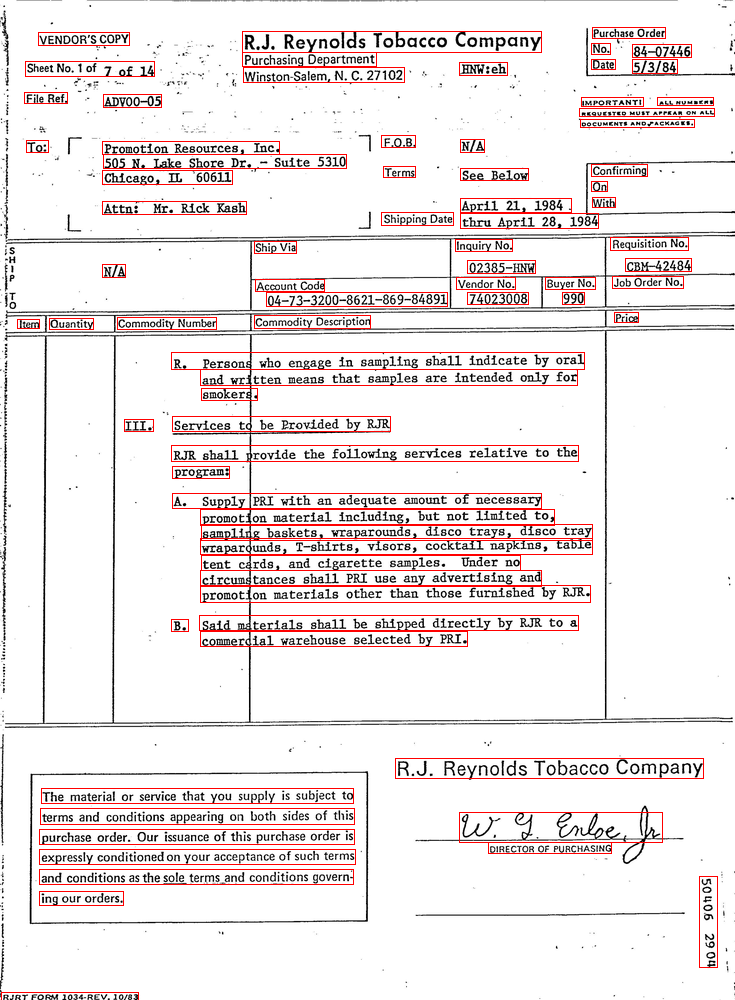 VENDOR'S COPY
R.J. Reynolds Tobacco Company
Purchasing Department
Winston-Salem, N. C. 27102
HNW:eh
Purchase Order
No. 84-07446
Date 5/3/84
Sheet No. 1 of 7 of 14
File Ref. ADV00-05
IMPORTANT! ALL NUMBERS
REQUESTED MUST APPEAR ON ALL
DOCUMENTS AND PACKAGES.
To: Promotion Resources, Inc.
505 N. Lake Shore Dr. - Suite 5310
Chicago, IL 60611
Attn: Mr. Rick Kash
F.O.B. N/A
Terms See Below
April 21, 1984
Shipping Date thru April 28, 1984
Confirming
On
With
SHIP TO
N/A
Ship Via
Inquiry No.
02385-HNW
Requisition No.
CBM-42484
Account Code
04-73-3200-8621-869-84891
Vendor No.
74023008
Buyer No.
990
Job Order No.
Item Quantity Commodity Number Commodity Description Price
R. Persons who engage in sampling shall indicate by oral
and written means that samples are intended only for
smokers.
III. Services to be Provided by RJR
RJR shall provide the following services relative to the
program:
A. Supply PRI with an adequate amount of necessary
promotion material including, but not limited to,
sampling baskets, wraparounds, disco trays, disco tray
wraparounds, T-shirts, visors, cocktail napkins, table
tent cards, and cigarette samples. Under no
circumstances shall PRI use any advertising and
promotion materials other than those furnished by RJR.
B. Said materials shall be shipped directly by RJR to a
commercial warehouse selected by PRI.
The material or service that you supply is subject to
terms and conditions appearing on both sides of this
purchase order. Our issuance of this purchase order is
expressly conditioned on your acceptance of such terms
and conditions as the sole terms and conditions govern-
ing our orders.
R.J. Reynolds Tobacco Company
W. G. Enloe, Jr
DIRECTOR OF PURCHASING
50406 2904
RJRT FORM 1034-REV. 10/83